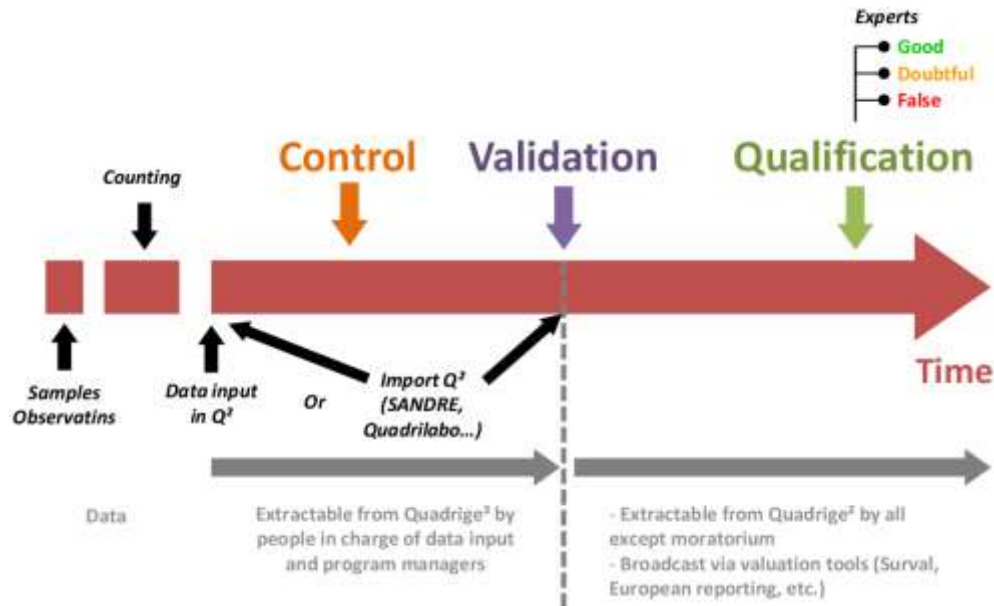 Experts
Good
Doubtful
False
Control
Validation
Qualification
Counting
Time
Samples
Observatins
Data input
in Q²
Or
Import Q²
(SANDRE,
Quadrilabo...)
Data
Extractable from Quadrige² by
people in charge of data input
and program managers
- Extractable from Quadrige² by all
except moratorium
- Broadcast via valuation tools (Surval,
European reporting, etc.)